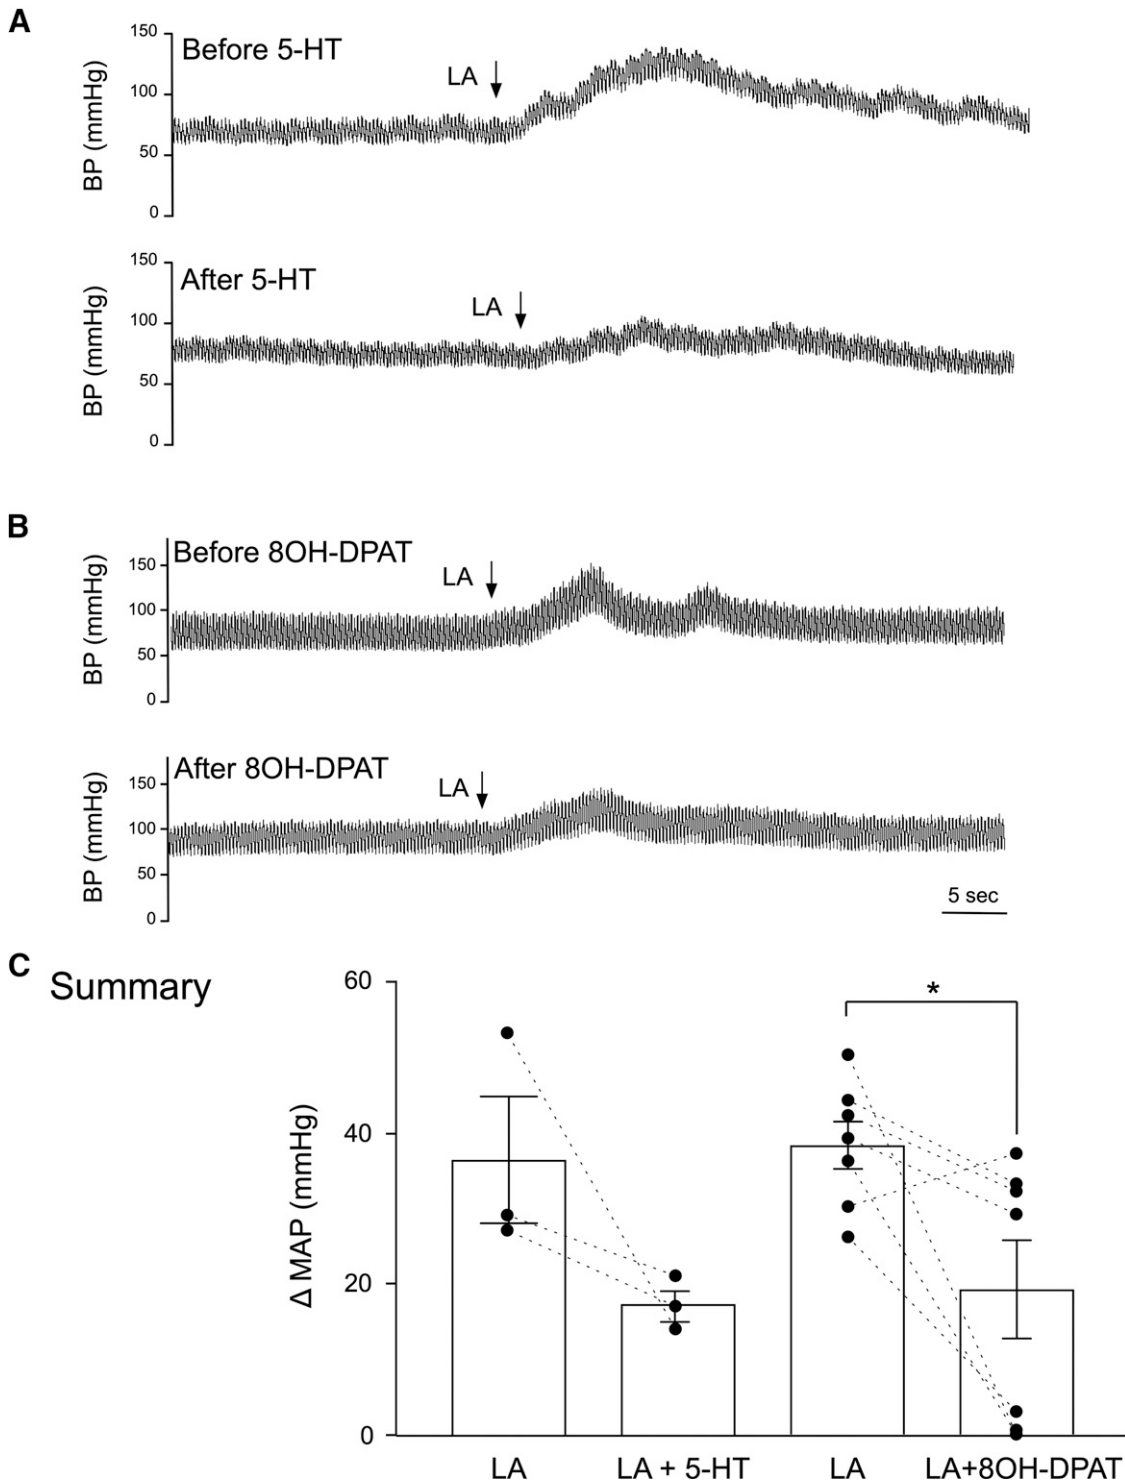 A
Before 5-HT
LA
BP (mmHg)
150
100
50
0
After 5-HT
LA
BP (mmHg)
150
100
50
0
B
Before 8OH-DPAT
LA
BP (mmHg)
150
100
50
0
After 8OH-DPAT
LA
BP (mmHg)
150
100
50
0
5 sec
C
Summary
Δ MAP (mmHg)
60
40
20
0
*
LA LA + 5-HT LA LA+8OH-DPAT